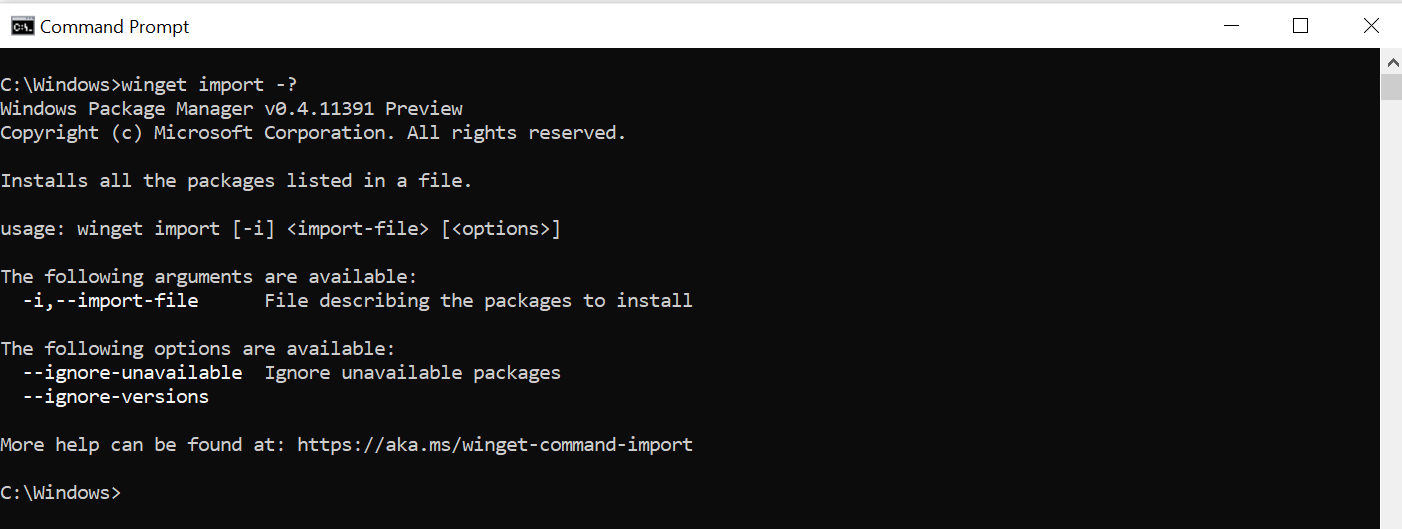 Command Prompt
C:\Windows>winget import -?
Windows Package Manager v0.4.11391 Preview
Copyright (c) Microsoft Corporation. All rights reserved.
Installs all the packages listed in a file.
usage: winget import [-i] <import-file> [<options>]
The following arguments are available:
  -i,--import-file      File describing the packages to install
The following options are available:
  --ignore-unavailable  Ignore unavailable packages
  --ignore-versions
More help can be found at: https://aka.ms/winget-command-import
C:\Windows>